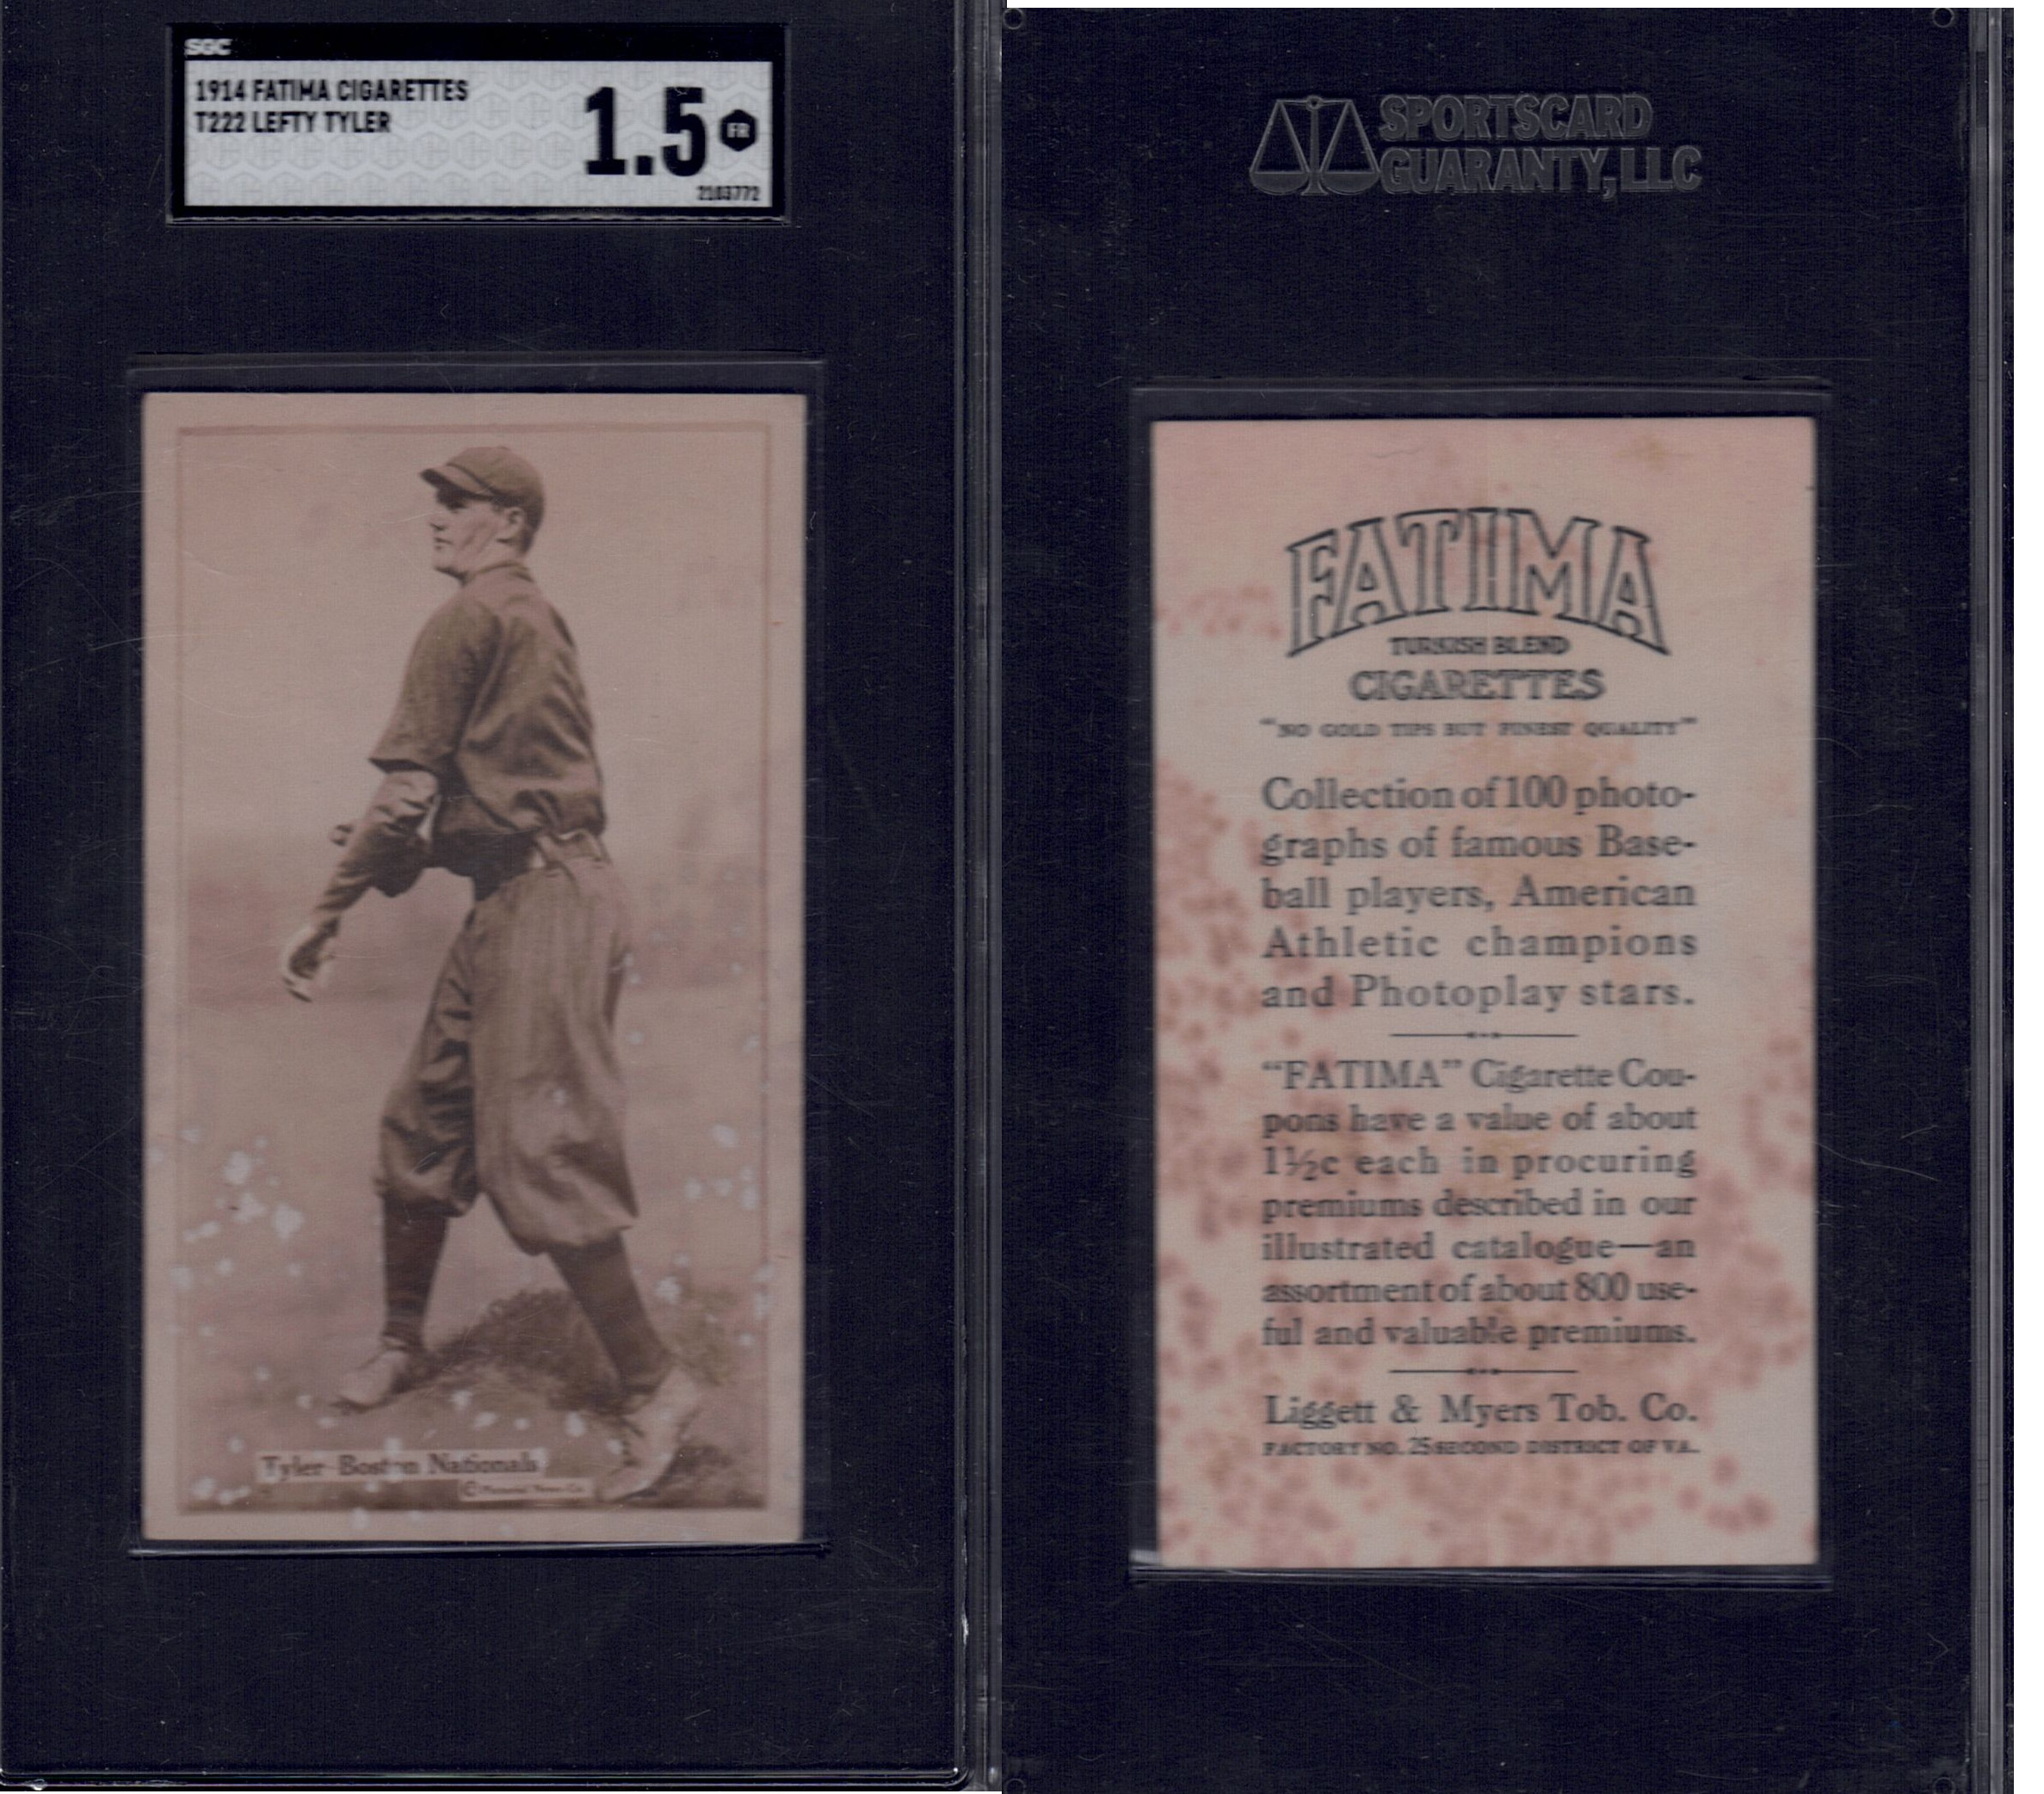 SGC
1914 FATIMA CIGARETTES
T222 LEFTY TYLER
1.5 FR
2103772
Tyler-Boston Nationals
SPORTSCARD
GUARANTY, LLC
FATIMA
TURKISH BLEND
CIGARETTES
"NO GOLD TIPS BUT FINEST QUALITY"
Collection of 100 photo-
graphs of famous Base-
ball players, American
Athletic champions
and Photoplay stars.
"FATIMA" Cigarette Cou-
pons have a value of about
1½c each in procuring
premiums described in our
illustrated catalogue—an
assortment of about 800 use-
ful and valuable premiums.
Liggett & Myers Tob. Co.
FACTORY NO. 25 SECOND DISTRICT OF VA.